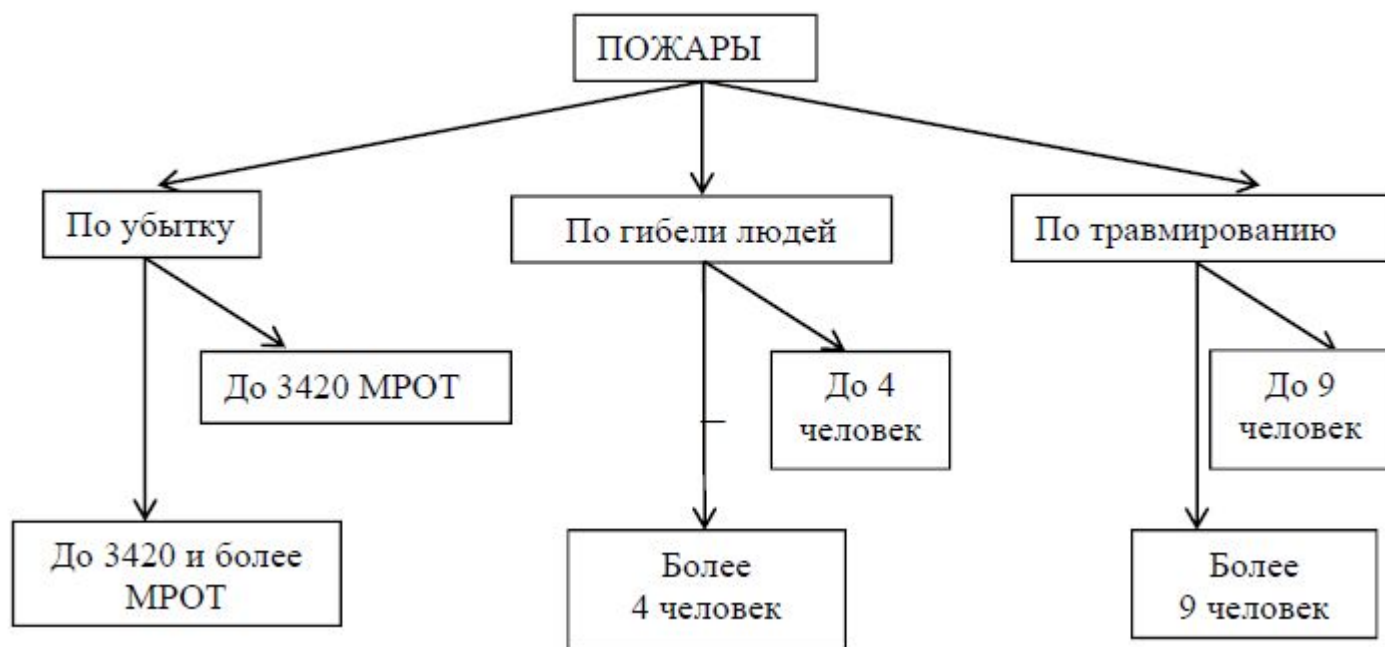 ПОЖАРЫ
По убытку
По гибели людей
По травмированию
До 3420 МРОТ
До 4
человек
До 9
человек
До 3420 и более
МРОТ
Более
4 человек
Более
9 человек